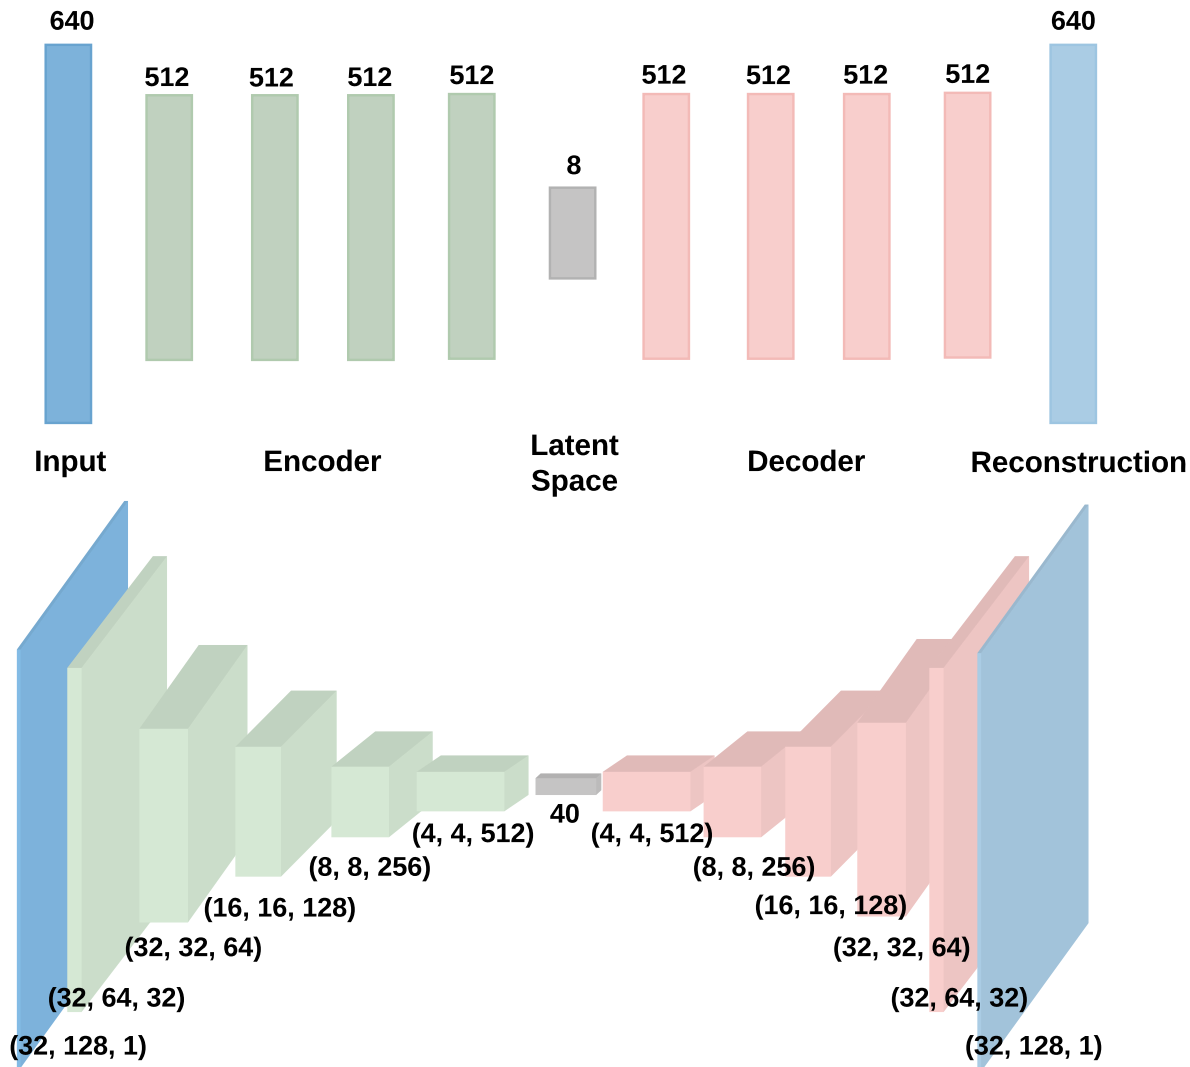 640
512
512
512
512
8
512
512
512
512
640
Input
Encoder
Latent
Space
Decoder
Reconstruction
(32, 128, 1)
(32, 64, 32)
(32, 32, 64)
(16, 16, 128)
(8, 8, 256)
(4, 4, 512)
40
(4, 4, 512)
(8, 8, 256)
(16, 16, 128)
(32, 32, 64)
(32, 64, 32)
(32, 128, 1)